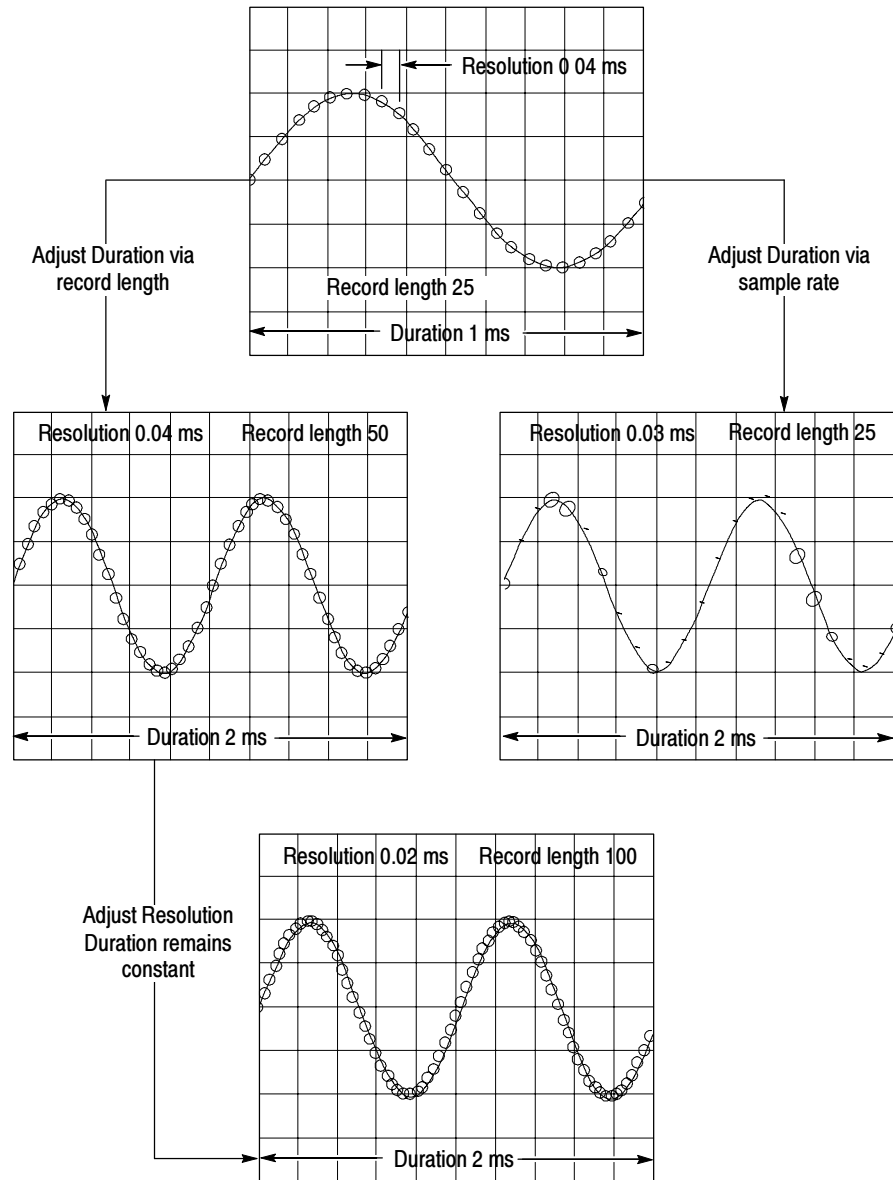 Resolution 0 04 ms
Adjust Duration via
record length
Adjust Duration via
sample rate
Record length 25
Duration 1 ms
Resolution 0.04 ms Record length 50
Duration 2 ms
Resolution 0.03 ms Record length 25
Duration 2 ms
Adjust Resolution
Duration remains
constant
Resolution 0.02 ms Record length 100
Duration 2 ms